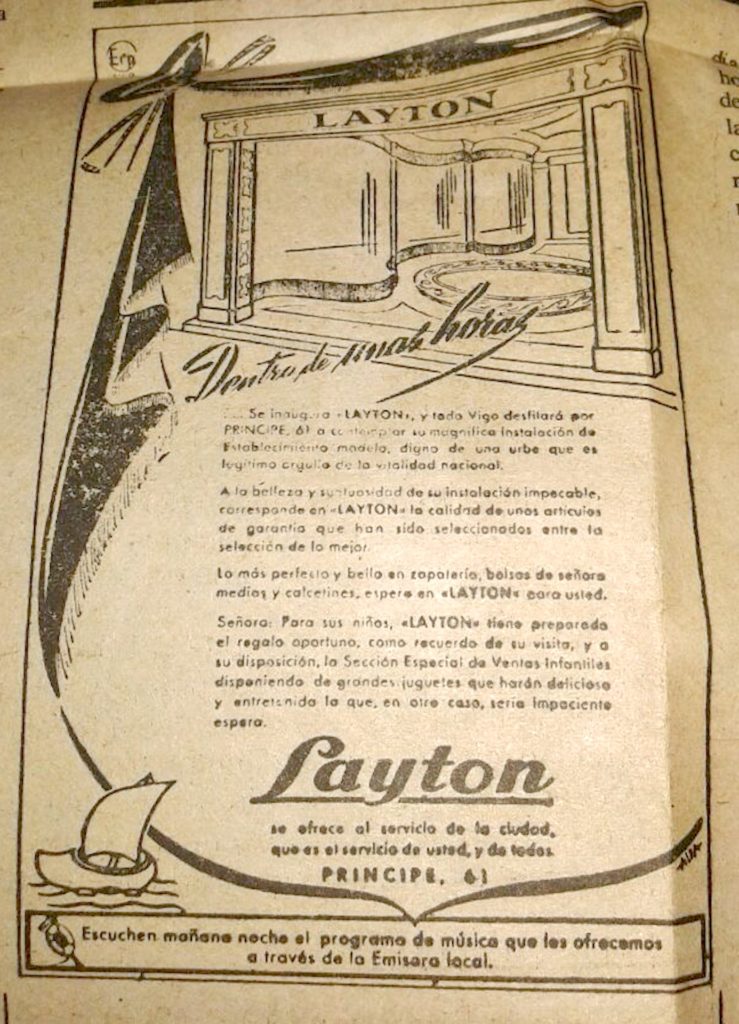 LAYTON
Dentro de unas horas
... Se inaugura «LAYTON», y todo Vigo desfilará por
PRINCIPE, 61 a contemplar su magnífica Instalación de
Establecimiento modelo, digno de una urbe que es
legítimo orgullo de la vitalidad nacional.
A la belleza y suntuosidad de su instalación impecable,
corresponde en «LAYTON» la calidad de unos artículos
de garantía que han sido seleccionados entre la
selección de lo mejor.
Lo más perfecto y bello en zapatería, bolsos de señora
medias y calcetines, espera en «LAYTON» para usted.
Señora: Para sus niños, «LAYTON» tiene preparado
el regalo oportuno, como recuerdo de su visita, y a
su disposición, la Sección Especial de Ventas Infantiles
disponiendo de grandes juguetes que harán deliciosa
y entretenida la que, en otro caso, sería impaciente
espera.
Layton
se ofrece al servicio de la ciudad,
que es el servicio de usted, y de todos
PRINCIPE, 61
ALBA
Escuchen mañana noche el programa de música que les ofrecemos
a través de la Emisora local.